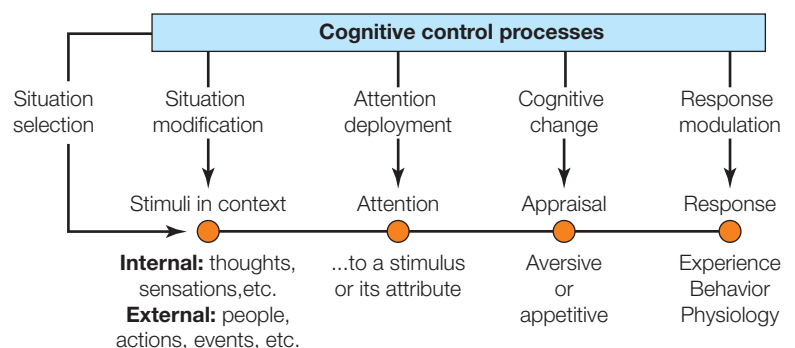 Cognitive control processes
Situation
selection
Situation
modification
Attention
deployment
Cognitive
change
Response
modulation
Stimuli in context
Attention
Appraisal
Response
Internal: thoughts,
sensations,etc.
External: people,
actions, events, etc.
...to a stimulus
or its attribute
Aversive
or
appetitive
Experience
Behavior
Physiology